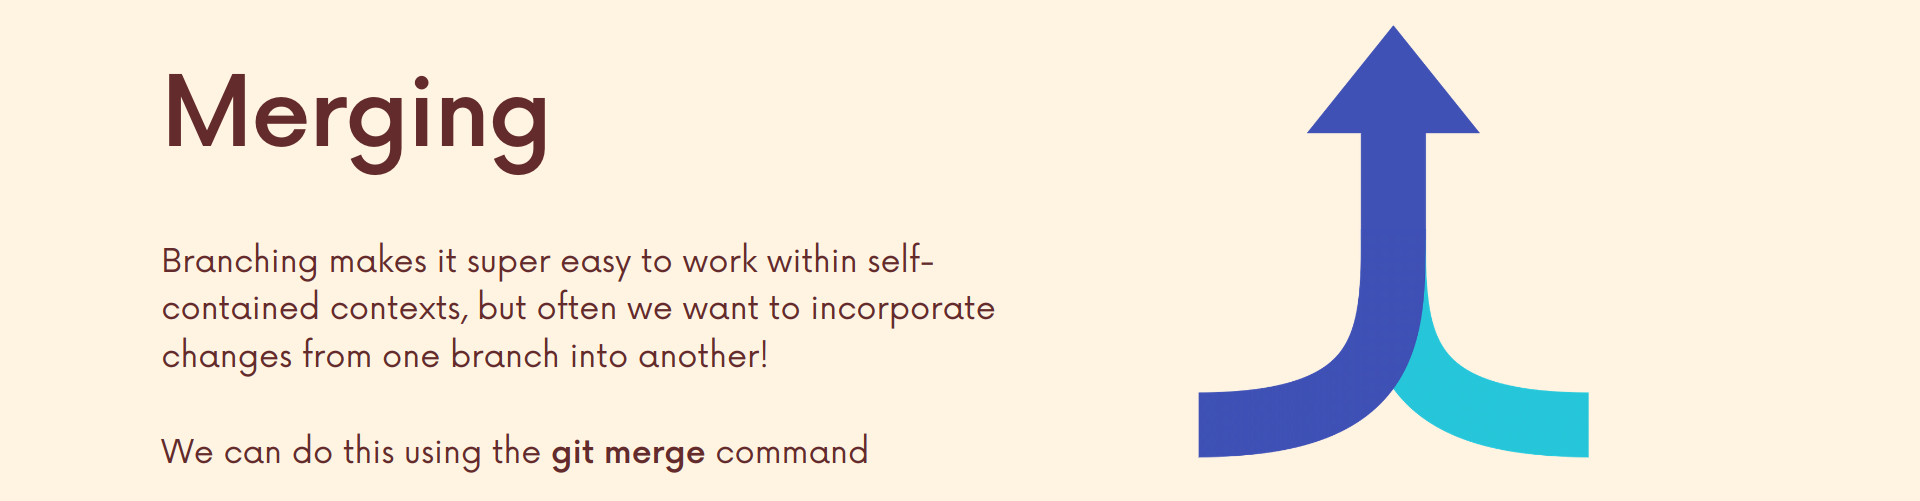 Merging
Branching makes it super easy to work within self-
contained contexts, but often we want to incorporate
changes from one branch into another!
We can do this using the git merge command